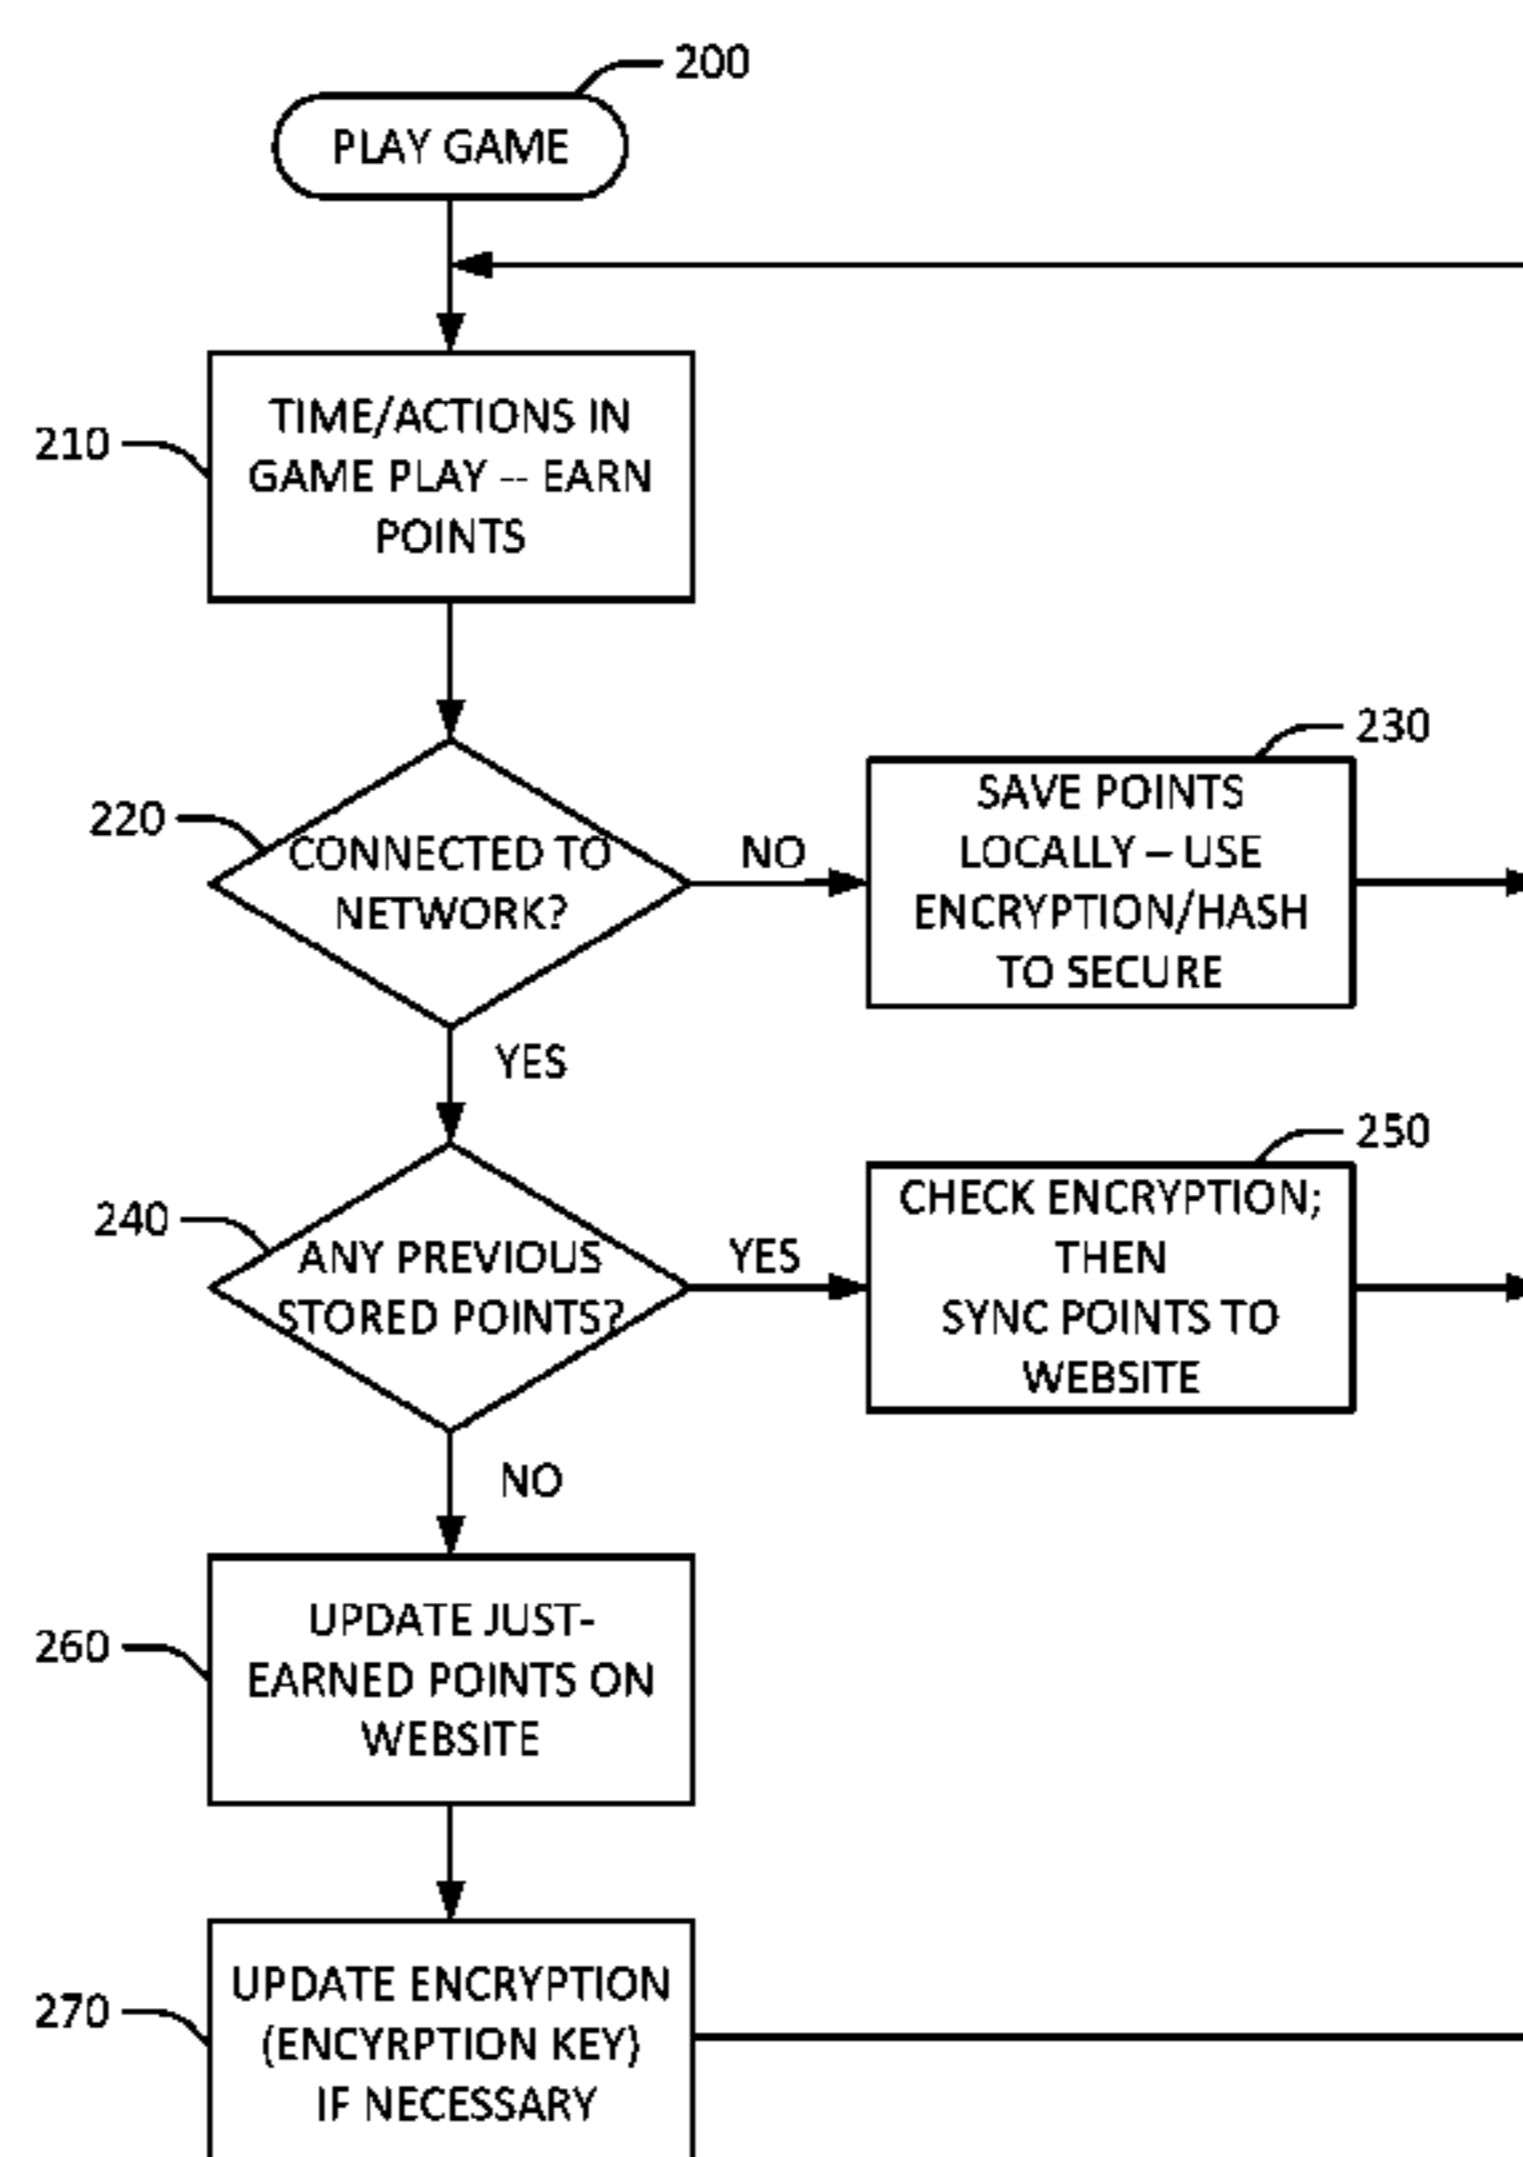 200
PLAY GAME
210
TIME/ACTIONS IN
GAME PLAY -- EARN
POINTS
220
CONNECTED TO
NETWORK?
NO
230
SAVE POINTS
LOCALLY – USE
ENCRYPTION/HASH
TO SECURE
YES
240
ANY PREVIOUS
STORED POINTS?
YES
250
CHECK ENCRYPTION;
THEN
SYNC POINTS TO
WEBSITE
NO
260
UPDATE JUST-
EARNED POINTS ON
WEBSITE
270
UPDATE ENCRYPTION
(ENCYRPTION KEY)
IF NECESSARY